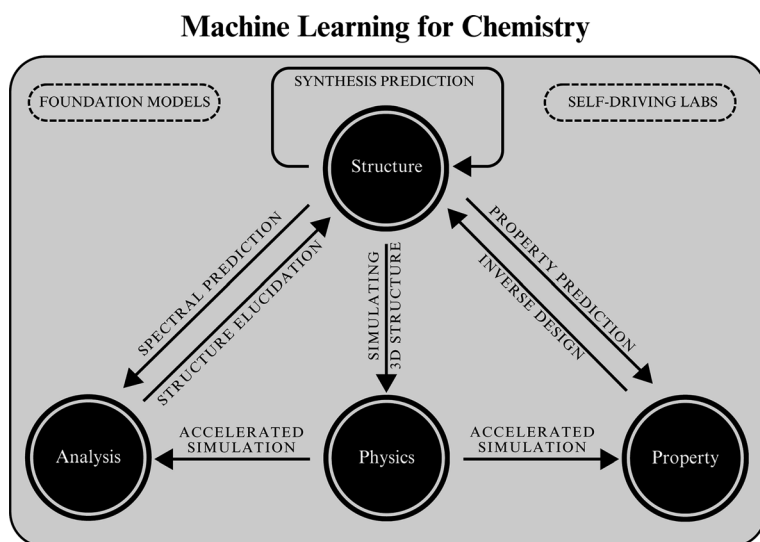 Machine Learning for Chemistry
FOUNDATION MODELS
SYNTHESIS PREDICTION
SELF-DRIVING LABS
Structure
SPECTRAL PREDICTION
STRUCTURE ELUCIDATION
SIMULATING
3D STRUCTURE
PROPERTY PREDICTION
INVERSE DESIGN
Analysis
ACCELERATED
SIMULATION
Physics
ACCELERATED
SIMULATION
Property